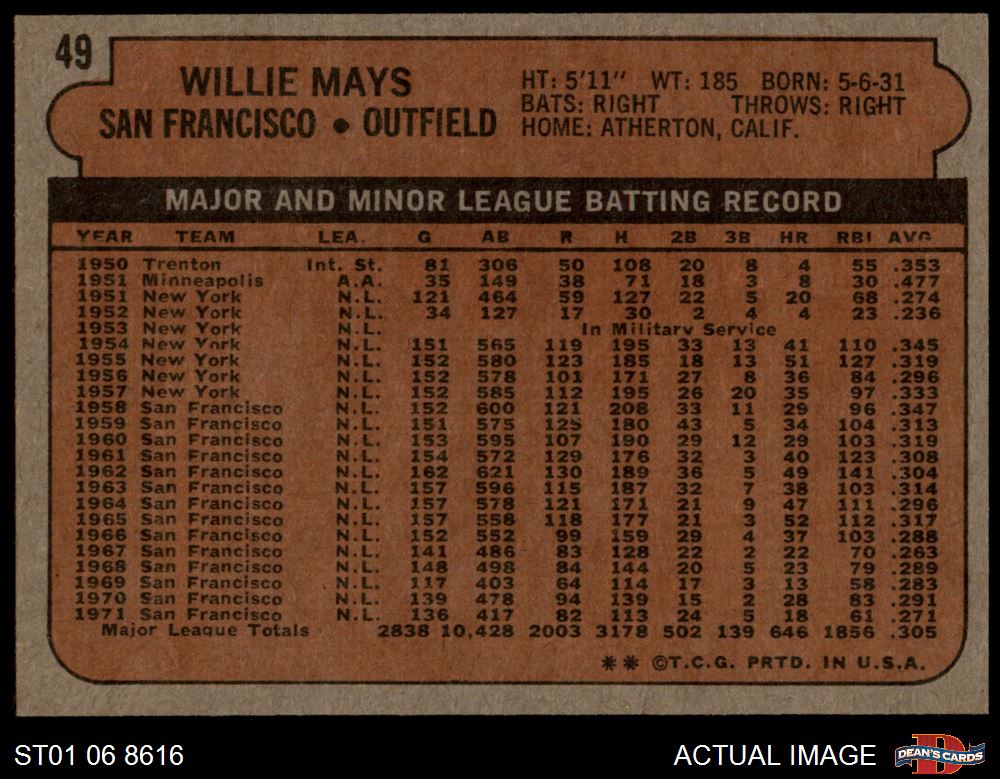 49
WILLIE MAYS
SAN FRANCISCO • OUTFIELD
HT: 5'11" WT: 185 BORN: 5-6-31
BATS: RIGHT THROWS: RIGHT
HOME: ATHERTON, CALIF.
MAJOR AND MINOR LEAGUE BATTING RECORD
YEAR TEAM LEA. G AB R H 2B 3B HR RBI AVG
1950 Trenton Int. St. 81 306 50 108 20 8 4 55 .353
1951 Minneapolis A.A. 35 149 38 71 18 3 8 30 .477
1951 New York N.L. 121 464 59 127 22 5 20 68 .274
1952 New York N.L. 34 127 17 30 2 4 4 23 .236
1953 New York N.L. In Military Service
1954 New York N.L. 151 565 119 195 33 13 41 110 .345
1955 New York N.L. 152 580 123 185 18 13 51 127 .319
1956 New York N.L. 152 578 101 171 27 8 36 84 .296
1957 New York N.L. 152 585 112 195 26 20 35 97 .333
1958 San Francisco N.L. 152 600 121 208 33 11 29 96 .347
1959 San Francisco N.L. 151 575 125 180 43 5 34 104 .313
1960 San Francisco N.L. 153 595 107 190 29 12 29 103 .319
1961 San Francisco N.L. 154 572 129 176 32 3 40 123 .308
1962 San Francisco N.L. 162 621 130 189 36 5 49 141 .304
1963 San Francisco N.L. 157 596 115 187 32 7 38 103 .314
1964 San Francisco N.L. 157 578 121 171 21 9 47 111 .296
1965 San Francisco N.L. 157 558 118 177 21 3 52 112 .317
1966 San Francisco N.L. 152 552 99 159 29 4 37 103 .288
1967 San Francisco N.L. 141 486 83 128 22 2 22 70 .263
1968 San Francisco N.L. 148 498 84 144 20 5 23 79 .289
1969 San Francisco N.L. 117 403 64 114 17 3 13 58 .283
1970 San Francisco N.L. 139 478 94 139 15 2 28 83 .291
1971 San Francisco N.L. 136 417 82 113 24 5 18 61 .271
Major League Totals 2838 10,428 2003 3178 502 139 646 1856 .305
** ©T.C.G. PRTD. IN U.S.A.
ST01 06 8616
ACTUAL IMAGE
D
DEAN'S CARDS